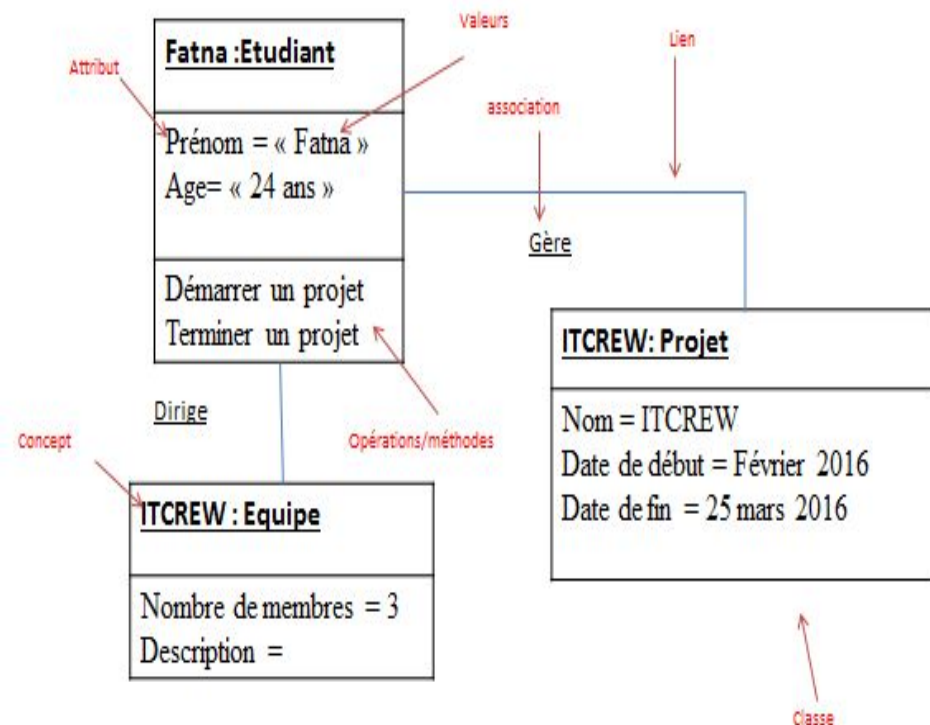 Valeurs
Fatna :Etudiant
Lien
Attribut
association
Prénom = « Fatna »
Age= « 24 ans »
Gère
Démarrer un projet
Terminer un projet
ITCREW: Projet
Dirige
Nom = ITCREW
Concept
Opérations/méthodes
Date de début = Février 2016
Date de fin = 25 mars 2016
ITCREW : Equipe
Nombre de membres = 3
Description =
Classe